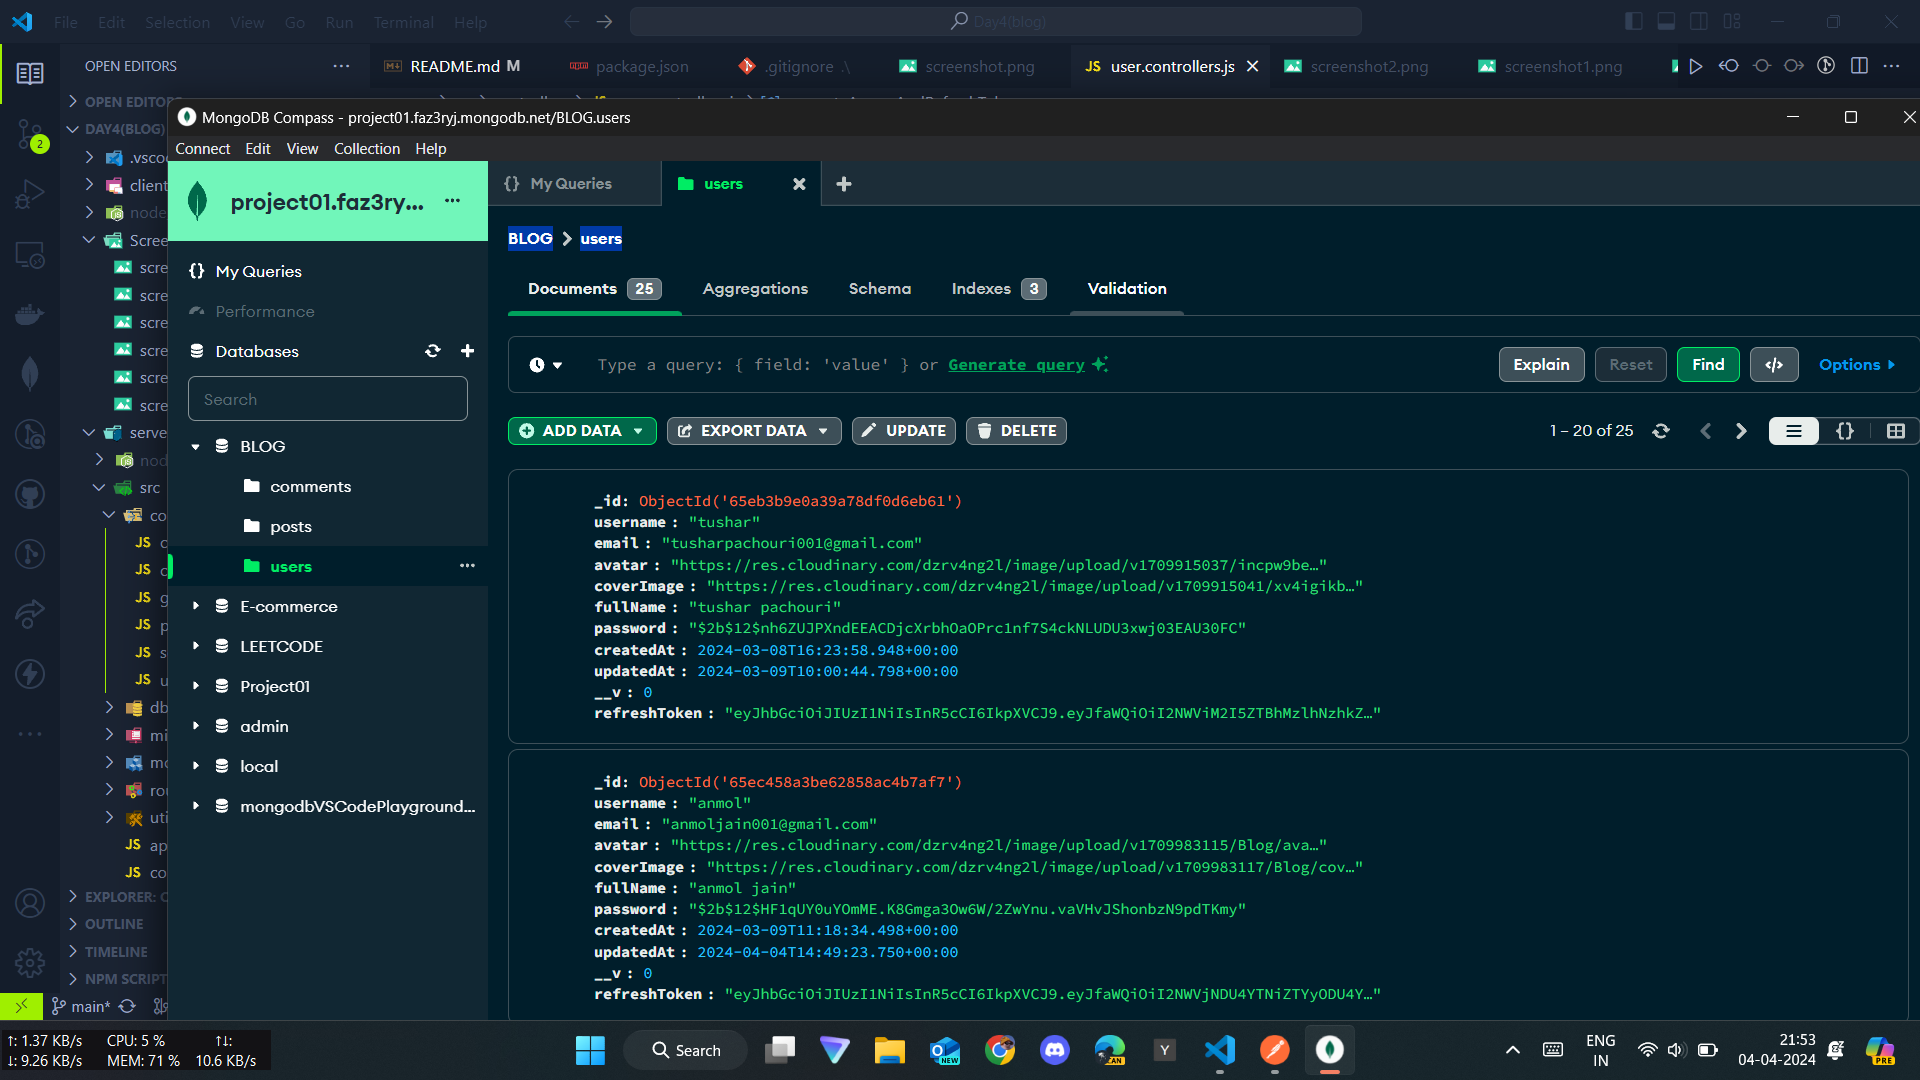 File Edit Selection View Go Run Terminal Help
Day4(blog)
OPEN EDITORS
README.md M
package.json
.gitignore .\
screenshot.png
JS user.controllers.js
screenshot2.png
screenshot1.png
OPEN EDITO
DAY4(BLOG)
2
.vsco
client
node
Scree
scre
scre
scre
scre
scre
scre
serve
nod
src
co
JS c
JS c
JS g
JS p
JS s
JS u
db
mi
mo
rou
uti
JS ap
JS co
EXPLORER: C
OUTLINE
TIMELINE
NPM SCRIPT
main*
MongoDB Compass - project01.faz3ryj.mongodb.net/BLOG.users
Connect Edit View Collection Help
project01.faz3ry... ...
{} My Queries
Performance
Databases
Search
BLOG
comments
posts
users
E-commerce
LEETCODE
Project01
admin
local
mongodbVSCodePlayground...
{} My Queries
users
BLOG > users
Documents 25 Aggregations Schema Indexes 3 Validation
Type a query: { field: 'value' } or Generate query
Explain Reset Find </> Options
ADD DATA EXPORT DATA UPDATE DELETE
1 – 20 of 25
{}
_id: ObjectId('65eb3b9e0a39a78df0d6eb61')
username : "tushar"
email : "tusharpachouri001@gmail.com"
avatar : "https://res.cloudinary.com/dzrv4ng2l/image/upload/v1709915037/incpw9be…"
coverImage : "https://res.cloudinary.com/dzrv4ng2l/image/upload/v1709915041/xv4igikb…"
fullName : "tushar pachouri"
password : "$2b$12$nh6ZUJPXndEEACDjcXrbhOaOPrc1nf7S4ckNLUDU3xwj03EAU30FC"
createdAt : 2024-03-08T16:23:58.948+00:00
updatedAt : 2024-03-09T10:00:44.798+00:00
__v : 0
refreshToken : "eyJhbGciOiJIUzI1NiIsInR5cCI6IkpXVCJ9.eyJfaWQiOiI2NWViM2I5ZTBhMzlhNzhkZ…"
_id: ObjectId('65ec458a3be62858ac4b7af7')
username : "anmol"
email : "anmoljain001@gmail.com"
avatar : "https://res.cloudinary.com/dzrv4ng2l/image/upload/v1709983115/Blog/ava…"
coverImage : "https://res.cloudinary.com/dzrv4ng2l/image/upload/v1709983117/Blog/cov…"
fullName : "anmol jain"
password : "$2b$12$HF1qUY0uYOmME.K8Gmga3Ow6W/2ZwYnu.vaVHvJShonbzN9pdTKmy"
createdAt : 2024-03-09T11:18:34.498+00:00
updatedAt : 2024-04-04T14:49:23.750+00:00
__v : 0
refreshToken : "eyJhbGciOiJIUzI1NiIsInR5cCI6IkpXVCJ9.eyJfaWQiOiI2NWVjNDU4YTNiZTYyODU4Y…"
↑: 1.37 KB/s CPU: 5 % ↑↓:
↓: 9.26 KB/s MEM: 71 % 10.6 KB/s
Search
NEW
CAN
Y
ENG
IN
21:53
04-04-2024
PRE